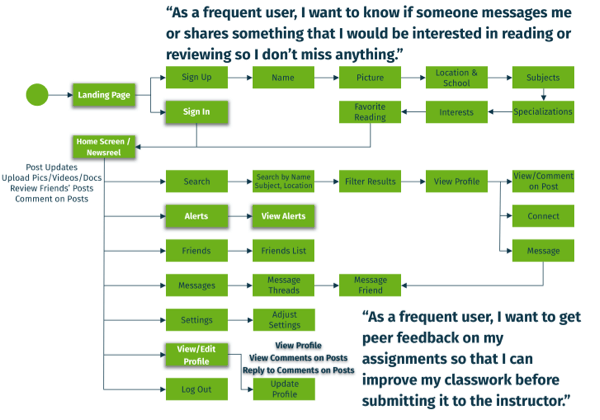 “As a frequent user, I want to know if someone messages me
or shares something that I would be interested in reading or
reviewing so I don’t miss anything.”
Sign Up
Name
Picture
Location &
School
Subjects
Landing Page
Sign In
Favorite
Reading
Interests
Specializations
Home Screen /
Newsreel
Post Updates
Upload Pics/Videos/Docs
Review Friends’ Posts
Comment on Posts
Search
Search by Name
Subject, Location
Filter Results
View Profile
View/Comment
on Post
Alerts
View Alerts
Connect
Friends
Friends List
Message
Messages
Message
Threads
Message
Friend
Settings
Adjust
Settings
“As a frequent user, I want to get
peer feedback on my
assignments so that I can
improve my classwork before
submitting it to the instructor.”
View/Edit
Profile
View Profile
View Comments on Posts
Reply to Comments on Posts
Log Out
Update
Profile